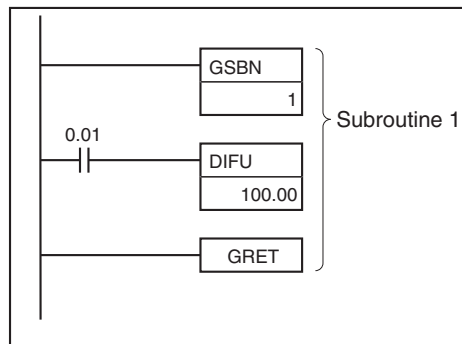 GSBN
1
Subroutine 1
0.01
DIFU
100.00
GRET